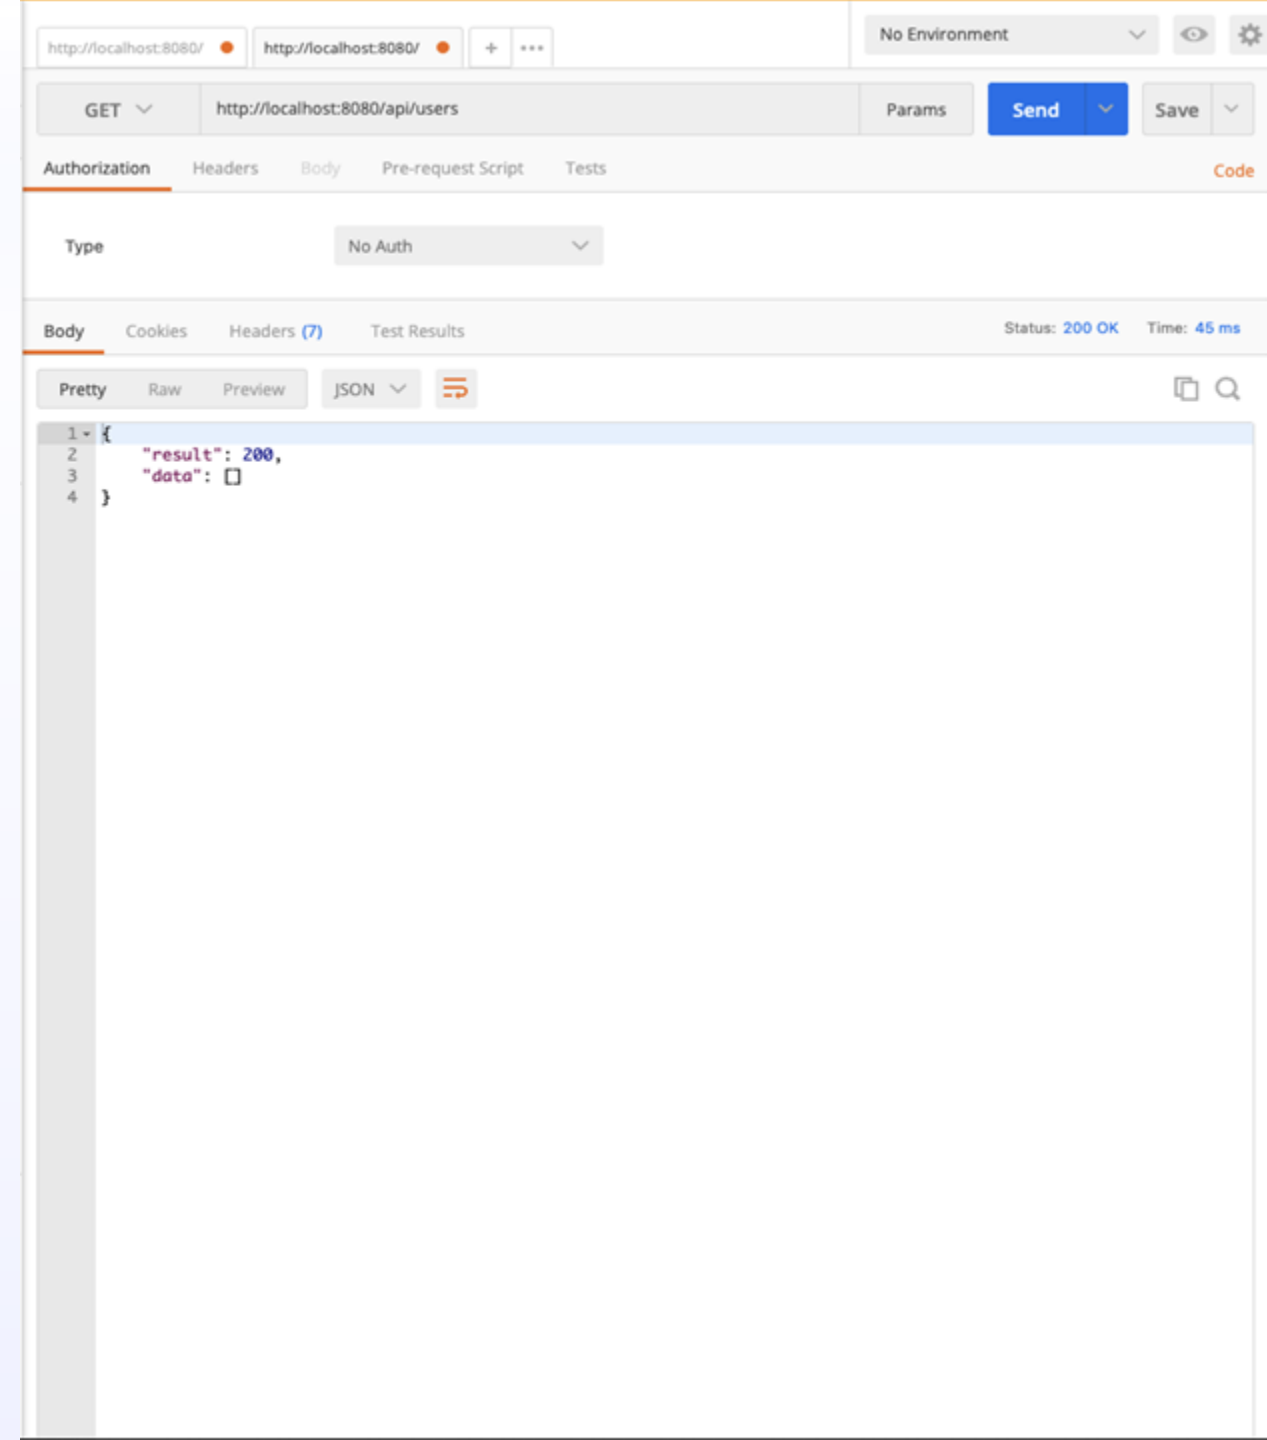 http://localhost:8080/ http://localhost:8080/ + ••• No Environment
GET http://localhost:8080/api/users Params Send Save
Authorization Headers Body Pre-request Script Tests Code
Type No Auth
Body Cookies Headers (7) Test Results Status: 200 OK Time: 45 ms
Pretty Raw Preview JSON
1 {
2 "result": 200,
3 "data": []
4 }